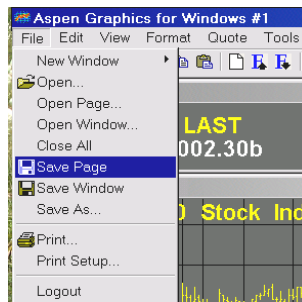 Aspen Graphics for Windows #1
File Edit View Format Quote Tools
New Window
Open...
Open Page...
Open Window...
LAST
Close All
002.30b
Save Page
Save Window
Save As...
Stock Ind
Print...
Print Setup...
Logout